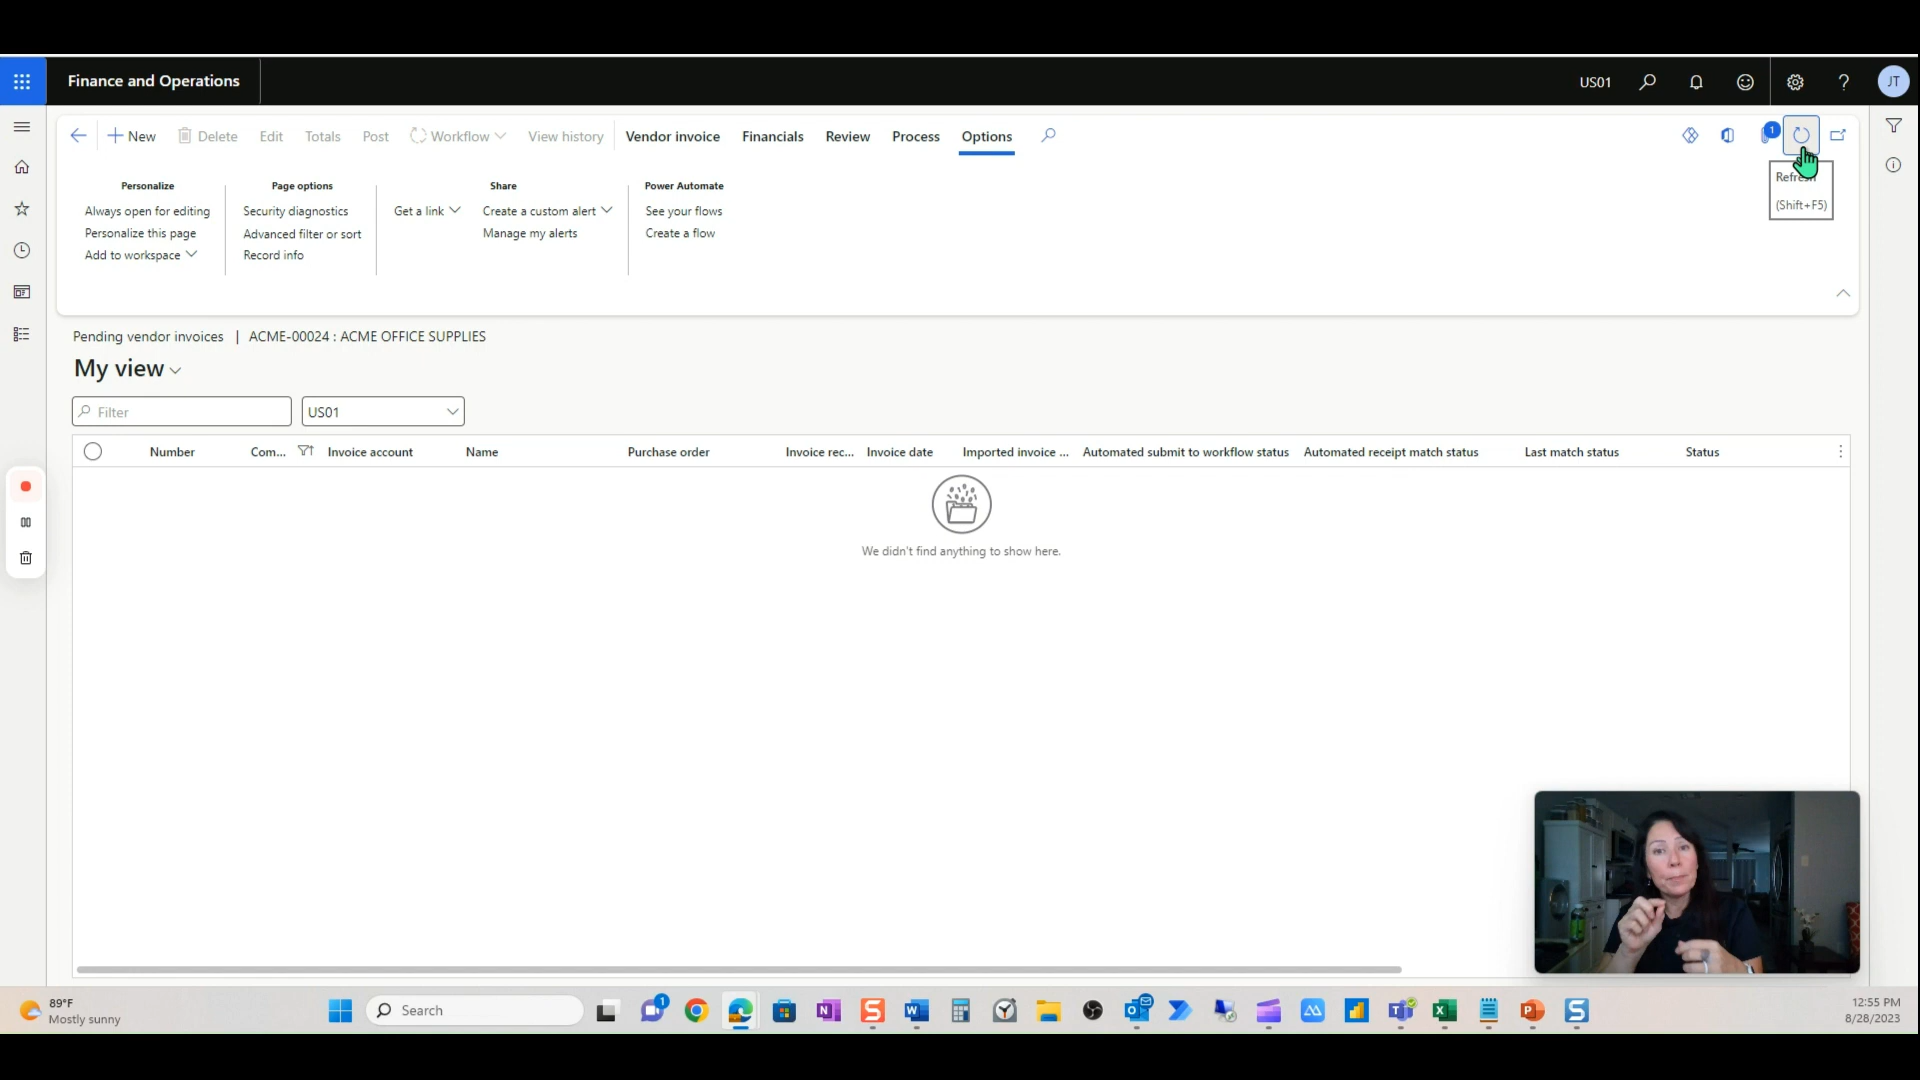 Finance and Operations
US01
JT
New Delete Edit Totals Post Workflow View history Vendor invoice Financials Review Process Options
1
Refresh
(Shift+F5)
Personalize
Always open for editing
Personalize this page
Add to workspace
Page options
Security diagnostics
Advanced filter or sort
Record info
Share
Get a link
Create a custom alert
Manage my alerts
Power Automate
See your flows
Create a flow
Pending vendor invoices | ACME-00024 : ACME OFFICE SUPPLIES
My view
Filter
US01
Number Com... Invoice account Name Purchase order Invoice rec... Invoice date Imported invoice ... Automated submit to workflow status Automated receipt match status Last match status Status
We didn't find anything to show here.
89°F
Mostly sunny
Search
1
12:55 PM
8/28/2023